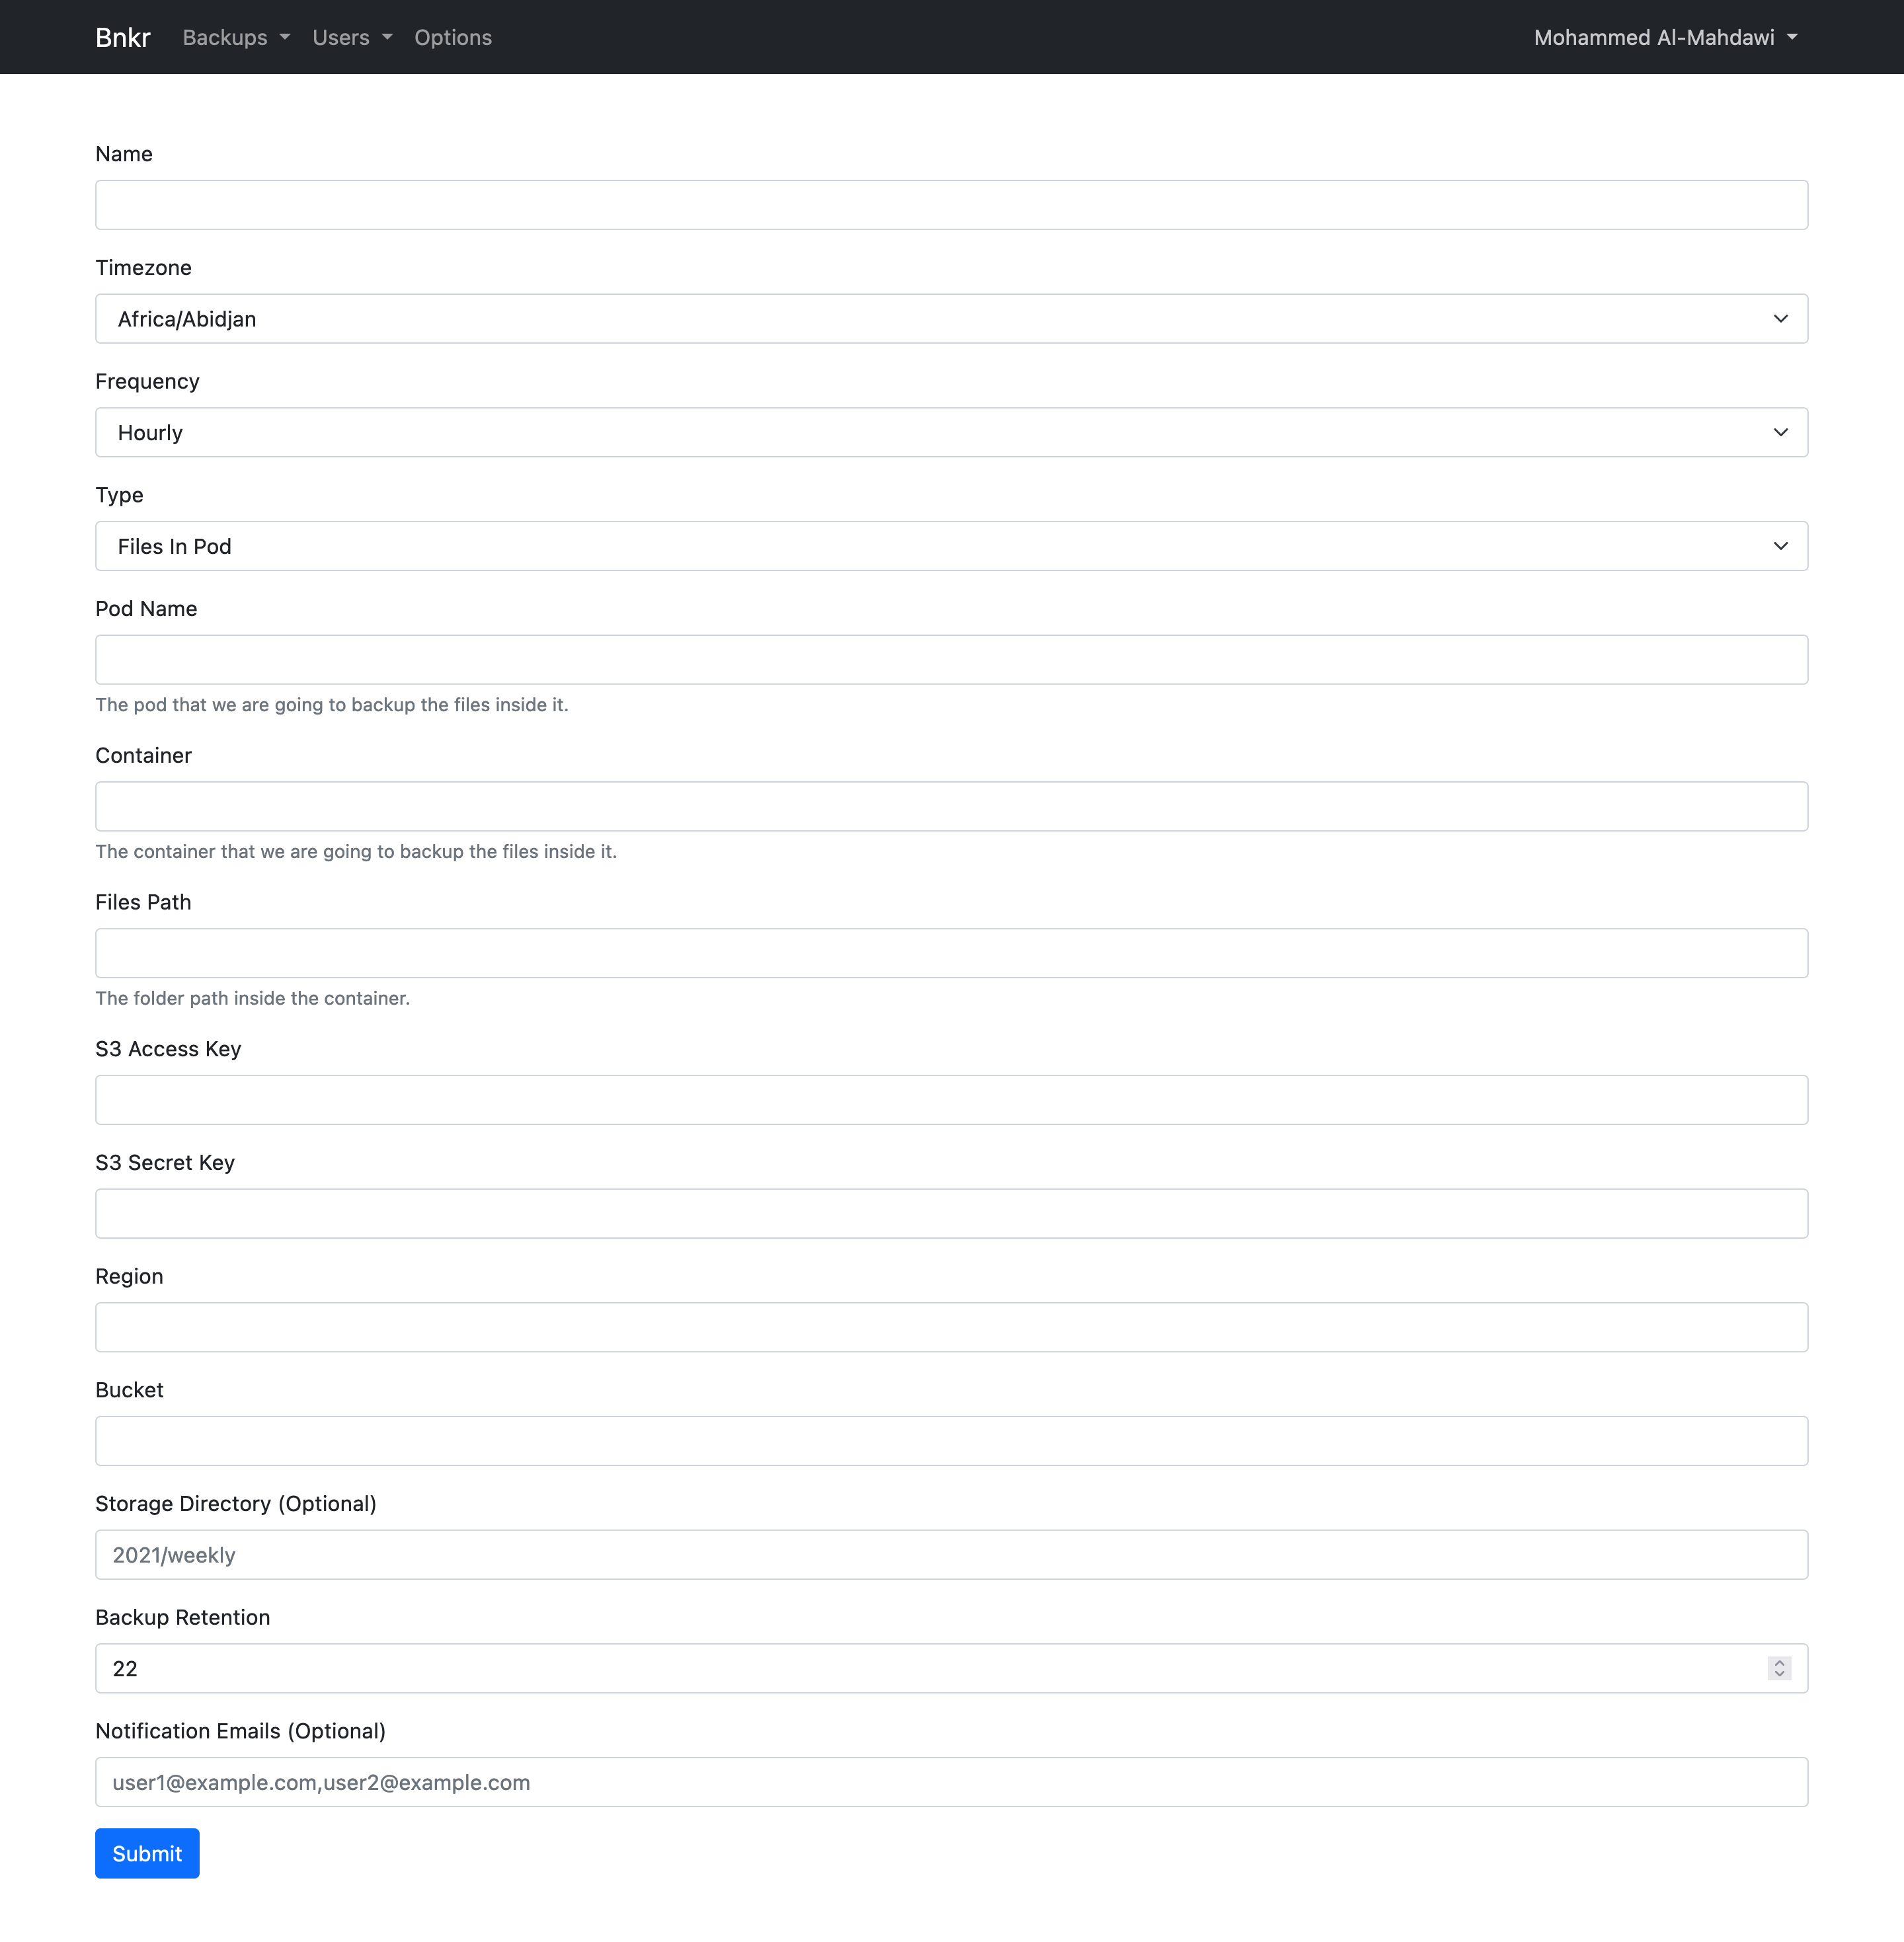 Bnkr Backups Users Options Mohammed Al-Mahdawi
Name
Timezone
Africa/Abidjan
Frequency
Hourly
Type
Files In Pod
Pod Name
The pod that we are going to backup the files inside it.
Container
The container that we are going to backup the files inside it.
Files Path
The folder path inside the container.
S3 Access Key
S3 Secret Key
Region
Bucket
Storage Directory (Optional)
2021/weekly
Backup Retention
22
Notification Emails (Optional)
user1@example.com,user2@example.com
Submit